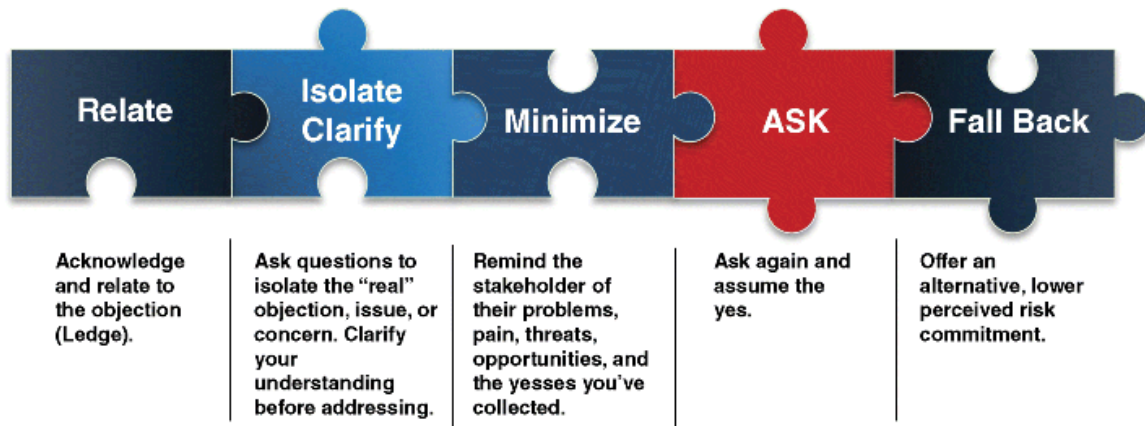 Relate
Isolate
Clarify
Minimize
ASK
Fall Back
Acknowledge
and relate to
the objection
(Ledge).
Ask questions to
isolate the “real”
objection, issue, or
concern. Clarify
your
understanding
before addressing.
Remind the
stakeholder of
their problems,
pain, threats,
opportunities, and
the yesses you’ve
collected.
Ask again and
assume the
yes.
Offer an
alternative, lower
perceived risk
commitment.